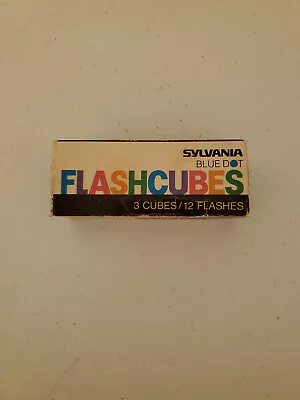 SYLVANIA
BLUE DOT
FLASHCUBES
3 CUBES/12 FLASHES